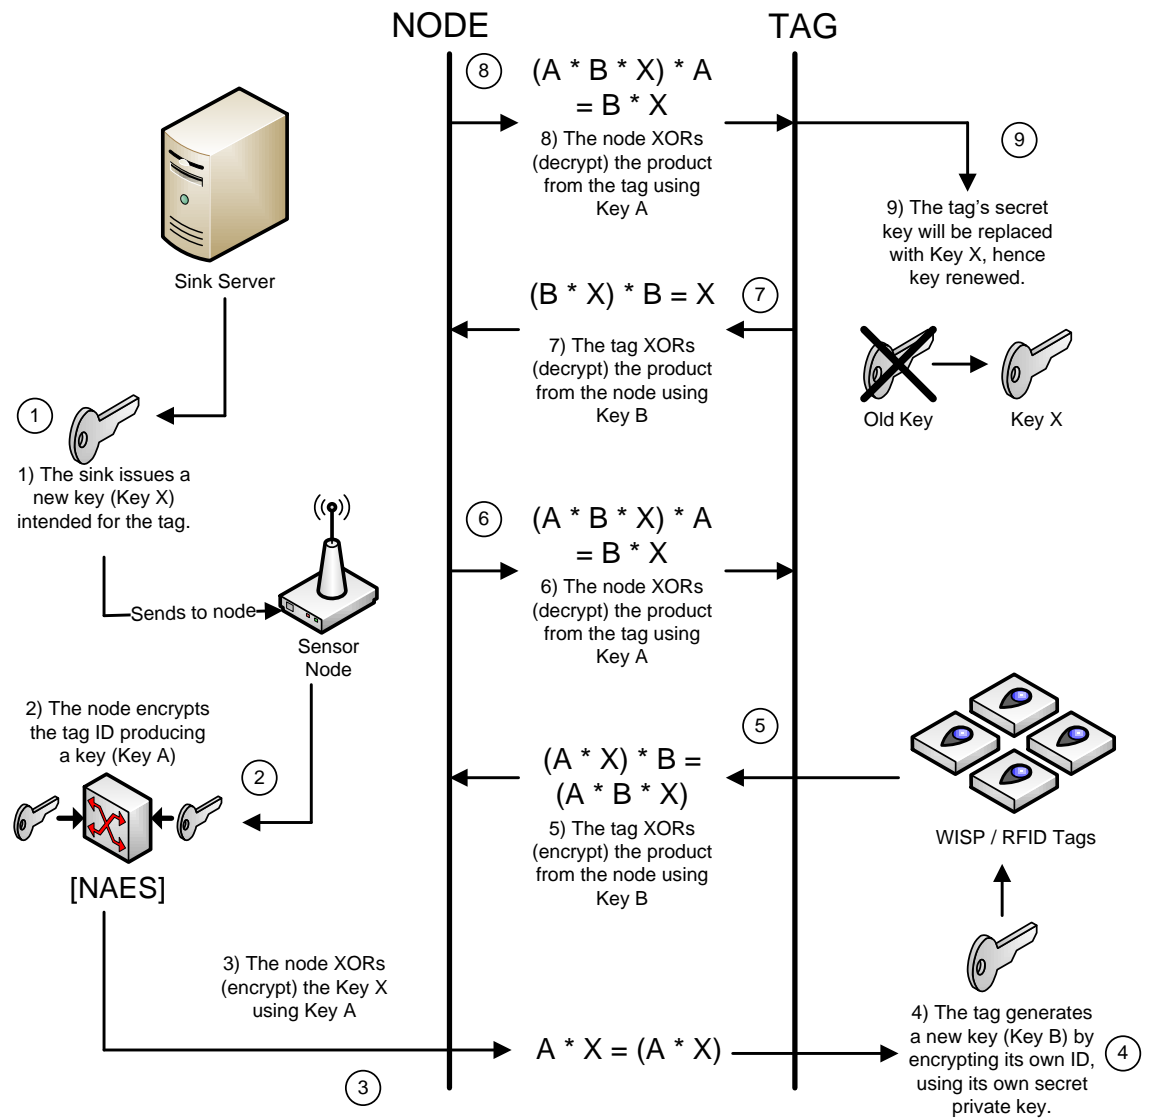 NODE
TAG
8
(A * B * X) * A
= B * X
8) The node XORs
(decrypt) the product
from the tag using
Key A
9
9) The tag's secret
key will be replaced
with Key X, hence
key renewed.
Sink Server
(B * X) * B = X
7
7) The tag XORs
(decrypt) the product
from the node using
Key B
Old Key
Key X
1
1) The sink issues a
new key (Key X)
intended for the tag.
6
(A * B * X) * A
= B * X
6) The node XORs
(decrypt) the product
from the tag using
Key A
Sends to node
Sensor
Node
2) The node encrypts
the tag ID producing
a key (Key A)
2
[NAES]
5
(A * X) * B =
(A * B * X)
5) The tag XORs
(encrypt) the product
from the node using
Key B
WISP / RFID Tags
3) The node XORs
(encrypt) the Key X
using Key A
3
A * X = (A * X)
4) The tag generates
a new key (Key B) by
encrypting its own ID,
using its own secret
private key.
4